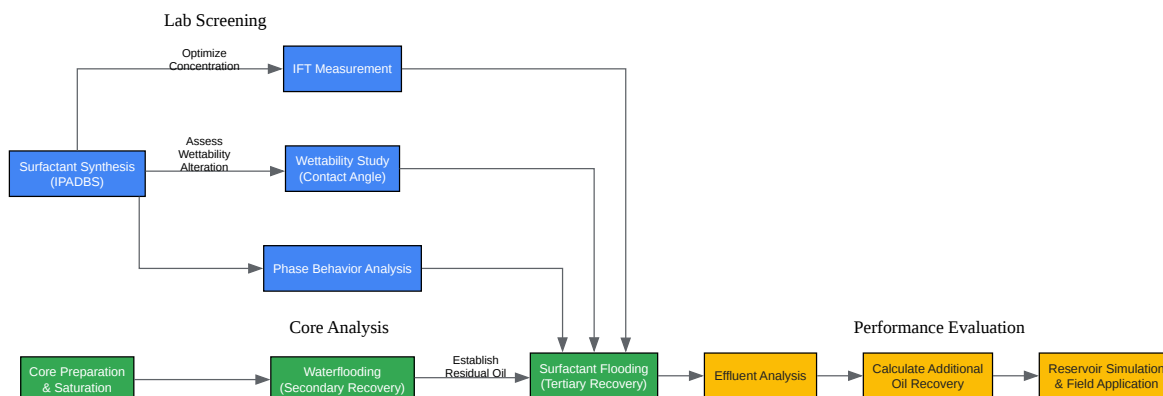 Lab Screening
Optimize
Concentration
IFT Measurement
Assess
Wettability
Alteration
Surfactant Synthesis
(IPADBS)
Wettability Study
(Contact Angle)
Phase Behavior Analysis
Core Analysis
Performance Evaluation
Core Preparation
& Saturation
Waterflooding
(Secondary Recovery)
Establish
Residual Oil
Surfactant Flooding
(Tertiary Recovery)
Effluent Analysis
Calculate Additional
Oil Recovery
Reservoir Simulation
& Field Application